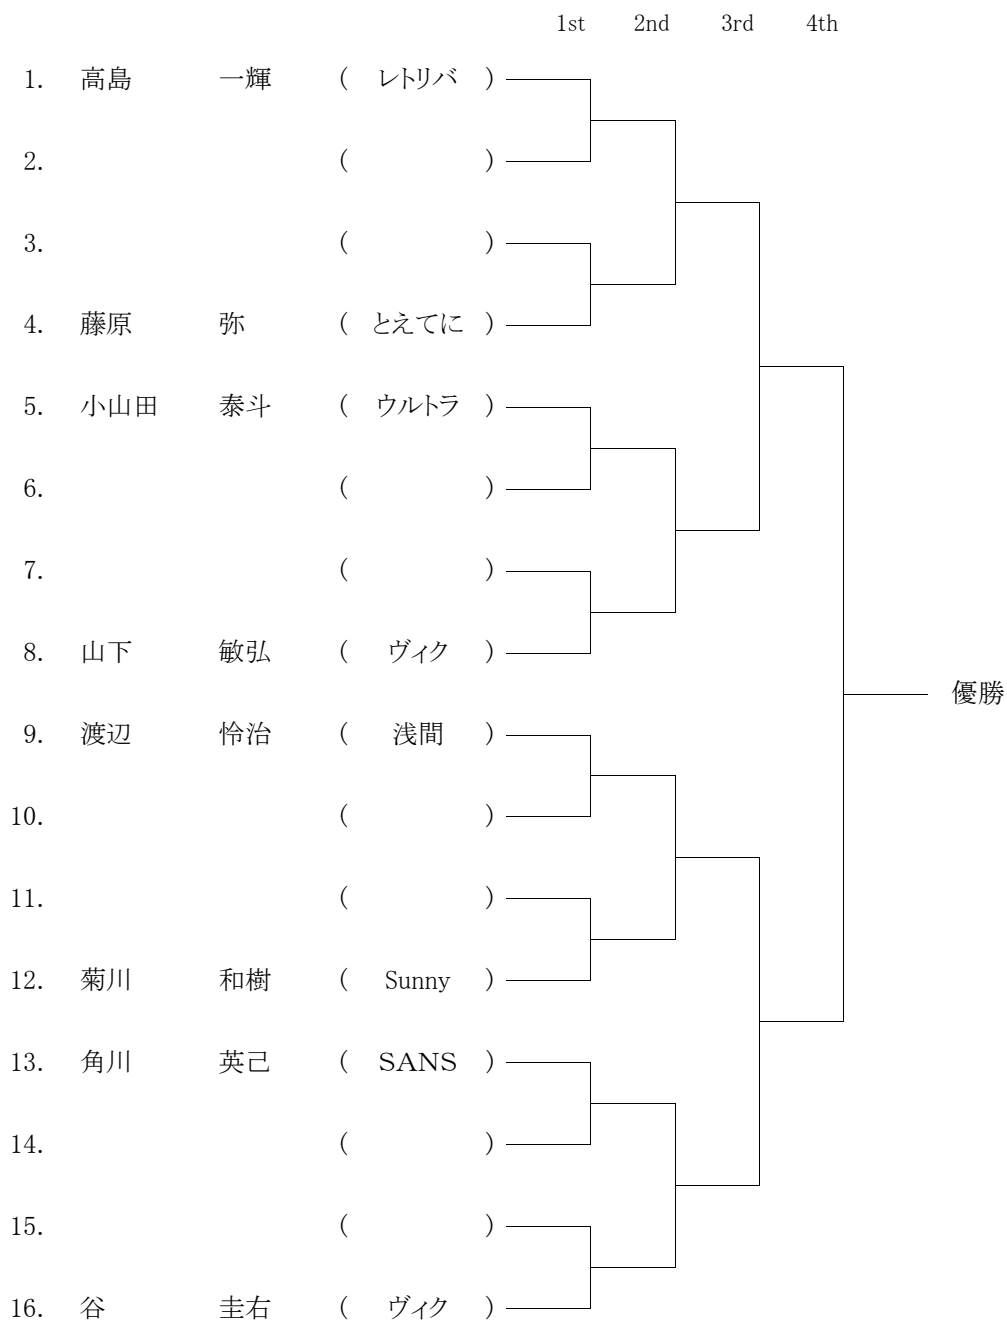 1st 2nd 3rd 4th
1. 高島 一輝 ( レトリバ )
2. ( )
3. ( )
4. 藤原 弥 ( とえてに )
5. 小山田 泰斗 ( ウルトラ )
6. ( )
7. ( )
8. 山下 敏弘 ( ヴィク )
優勝
9. 渡辺 怜治 ( 浅間 )
10. ( )
11. ( )
12. 菊川 和樹 ( Sunny )
13. 角川 英己 ( SANS )
14. ( )
15. ( )
16. 谷 圭右 ( ヴィク )